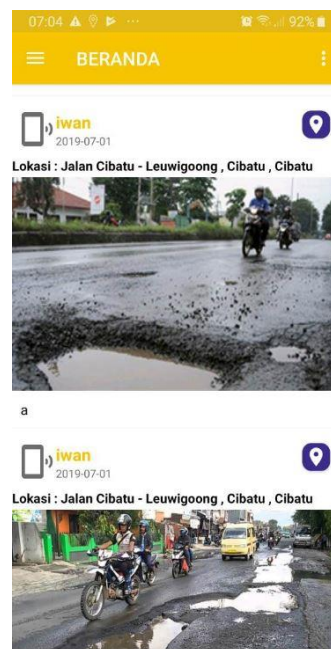 07:04 92%
BERANDA
iwan
2019-07-01
Lokasi : Jalan Cibatu - Leuwigoong , Cibatu , Cibatu
a
iwan
2019-07-01
Lokasi : Jalan Cibatu - Leuwigoong , Cibatu , Cibatu